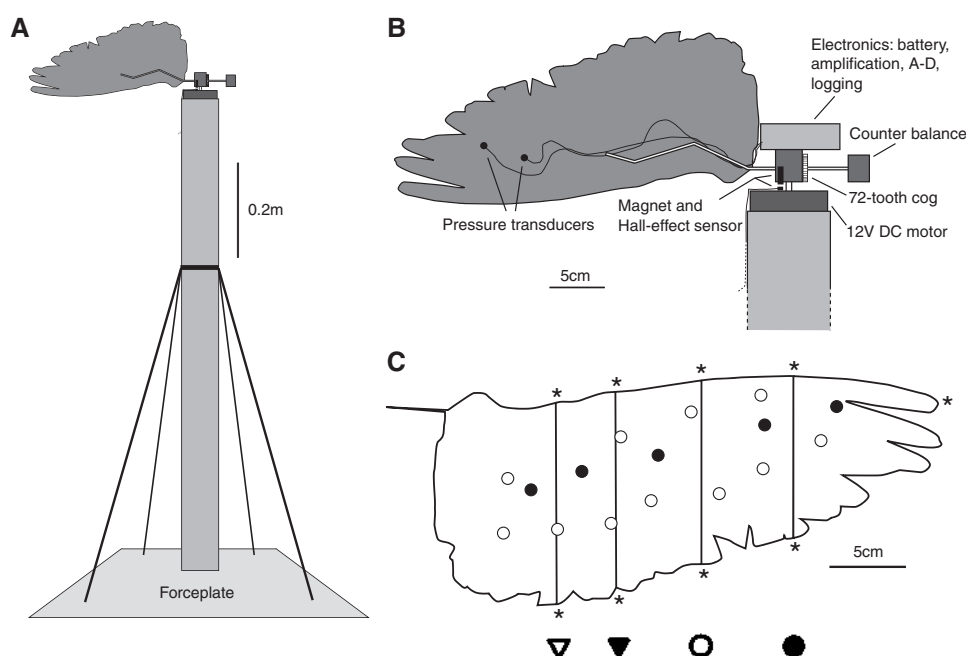 A
0.2m
Forceplate
B
Electronics: battery,
amplification, A-D,
logging
Counter balance
72-tooth cog
12V DC motor
Magnet and
Hall-effect sensor
Pressure transducers
5cm
C
* * * * *
5cm
* * * *